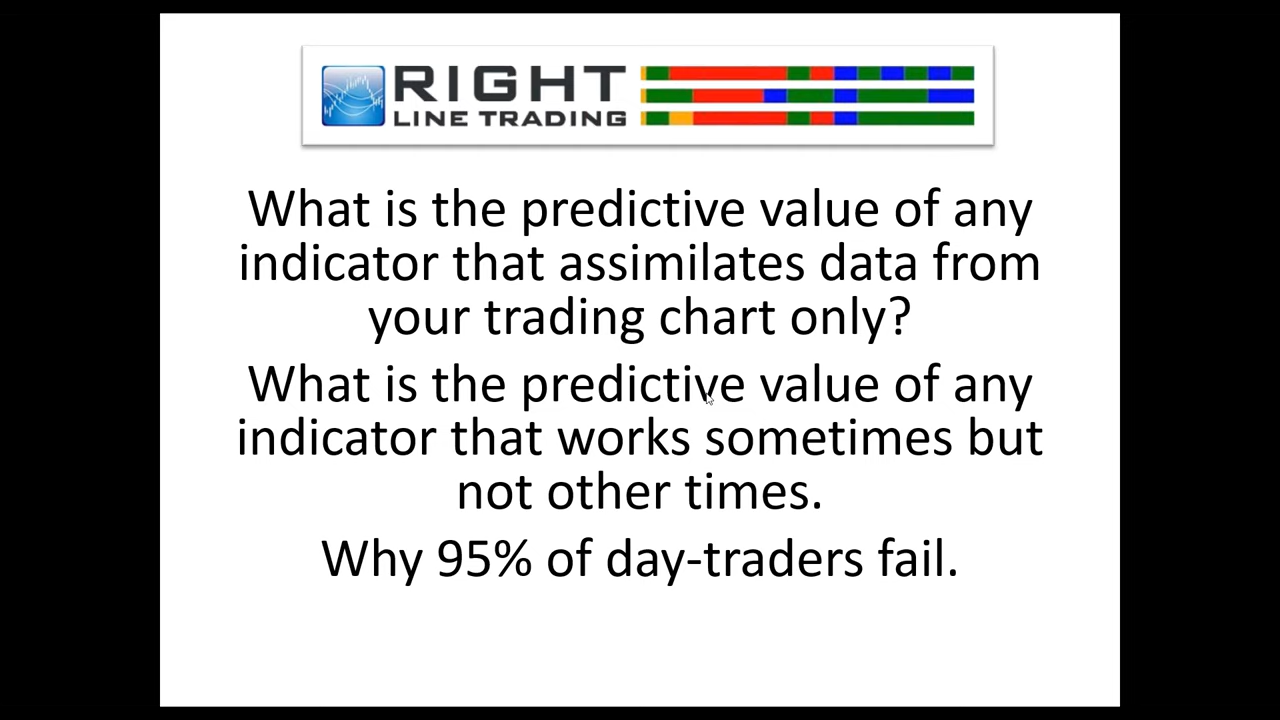 RIGHT
LINE TRADING
What is the predictive value of any
indicator that assimilates data from
your trading chart only?
What is the predictive value of any
indicator that works sometimes but
not other times.
Why 95% of day-traders fail.